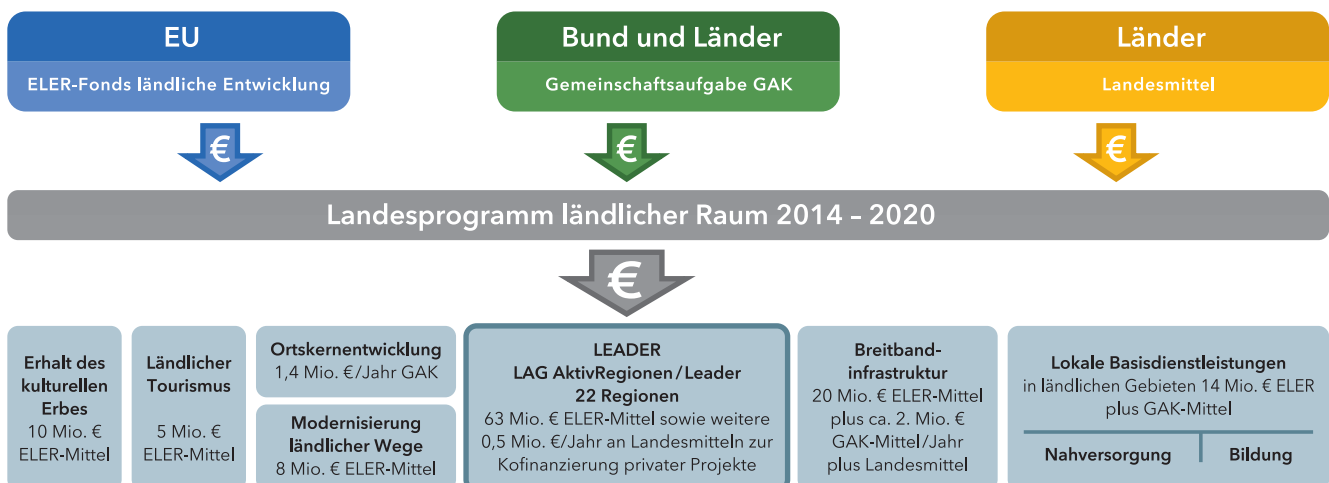 EU
ELER-Fonds ländliche Entwicklung
Bund und Länder
Gemeinschaftsaufgabe GAK
Länder
Landesmittel
€
€
€
Landesprogramm ländlicher Raum 2014 – 2020
€
Erhalt des
kulturellen
Erbes
10 Mio. €
ELER-Mittel
Ländlicher
Tourismus
5 Mio. €
ELER-Mittel
Ortskernentwicklung
1,4 Mio. €/Jahr GAK
Modernisierung
ländlicher Wege
8 Mio. € ELER-Mittel
LEADER
LAG AktivRegionen/Leader
22 Regionen
63 Mio. € ELER-Mittel sowie weitere
0,5 Mio. €/Jahr an Landesmitteln zur
Kofinanzierung privater Projekte
Breitband-
infrastruktur
20 Mio. € ELER-Mittel
plus ca. 2. Mio. €
GAK-Mittel/Jahr
plus Landesmittel
Lokale Basisdienstleistungen
in ländlichen Gebieten 14 Mio. € ELER
plus GAK-Mittel
Nahversorgung
Bildung